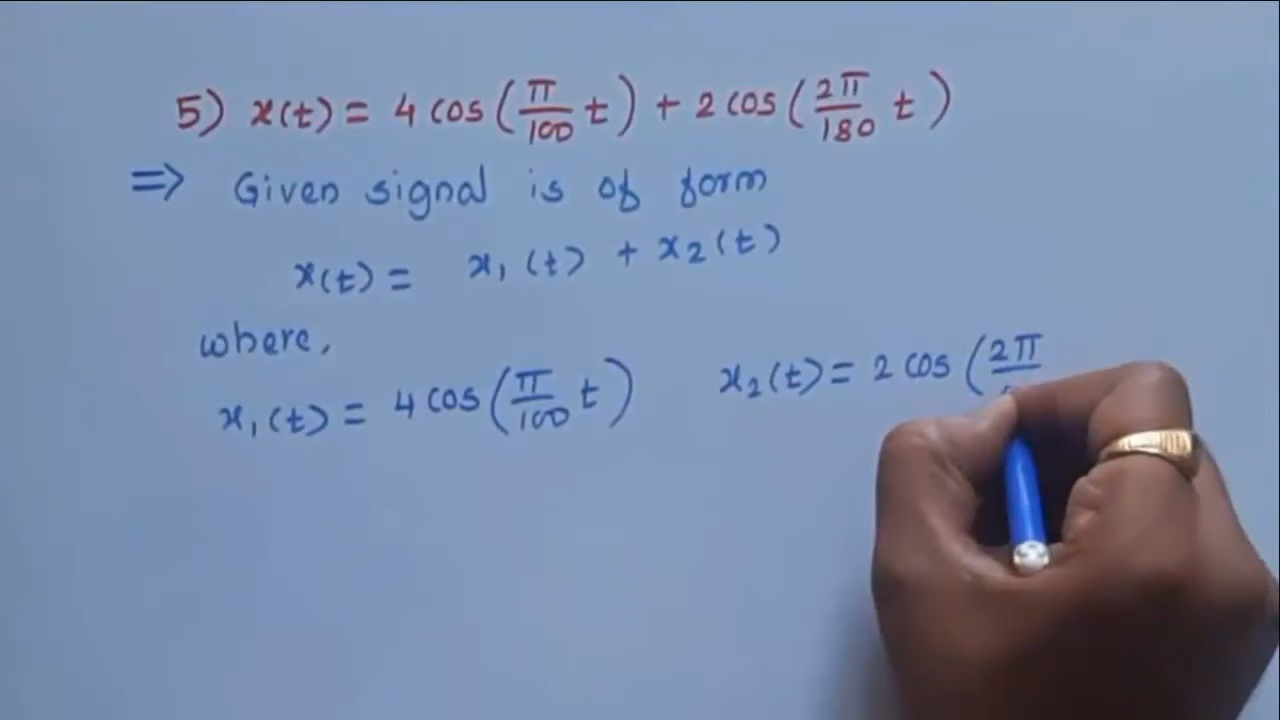 5) x(t) = 4 cos(π/100 t) + 2 cos(2π/180 t)
⇒ Given signal is of form
x(t) = x₁(t) + x₂(t)
where,
x₁(t) = 4 cos(π/100 t) x₂(t) = 2 cos(2π